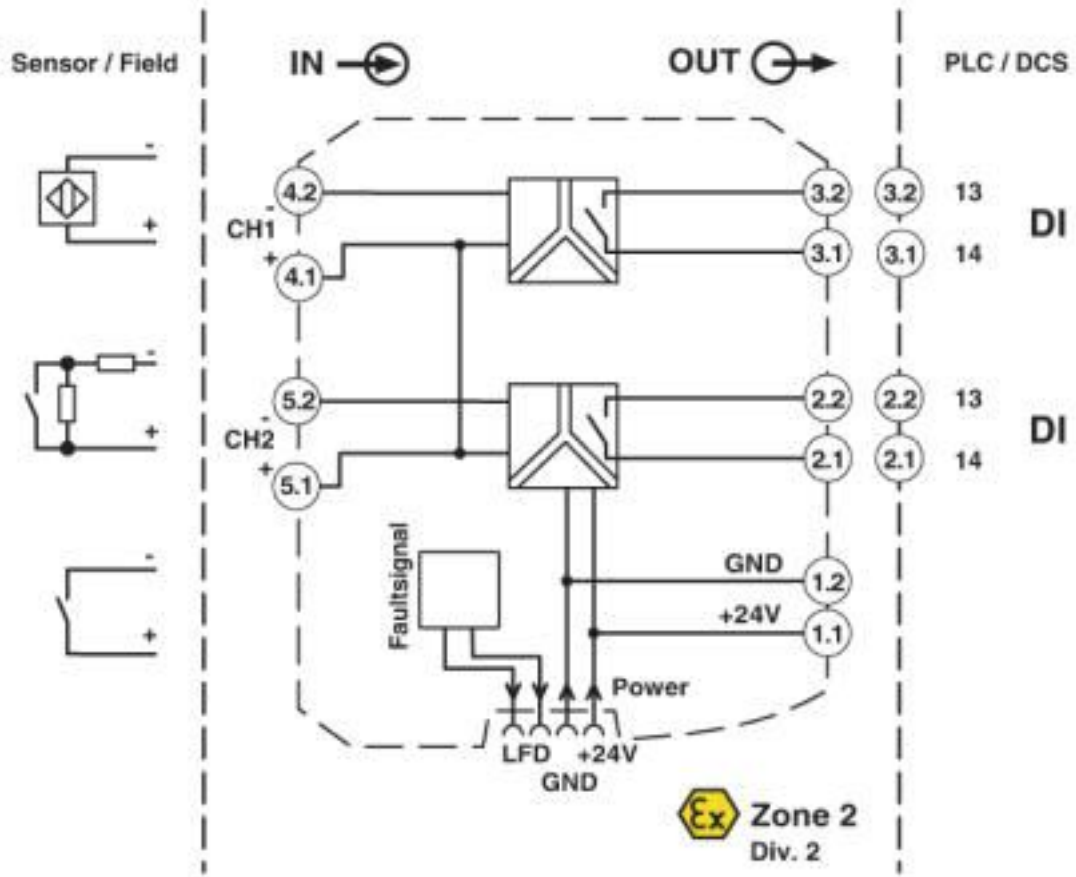 Sensor / Field
IN
OUT
PLC / DCS
-
+
4.2
-
CH1
+
4.1
3.2
3.2
13
3.1
3.1
14
DI
-
+
5.2
-
CH2
+
5.1
2.2
2.2
13
2.1
2.1
14
DI
-
+
Faultsignal
GND
1.2
+24V
1.1
Power
LFD
+24V
GND
Ex
Zone 2
Div. 2